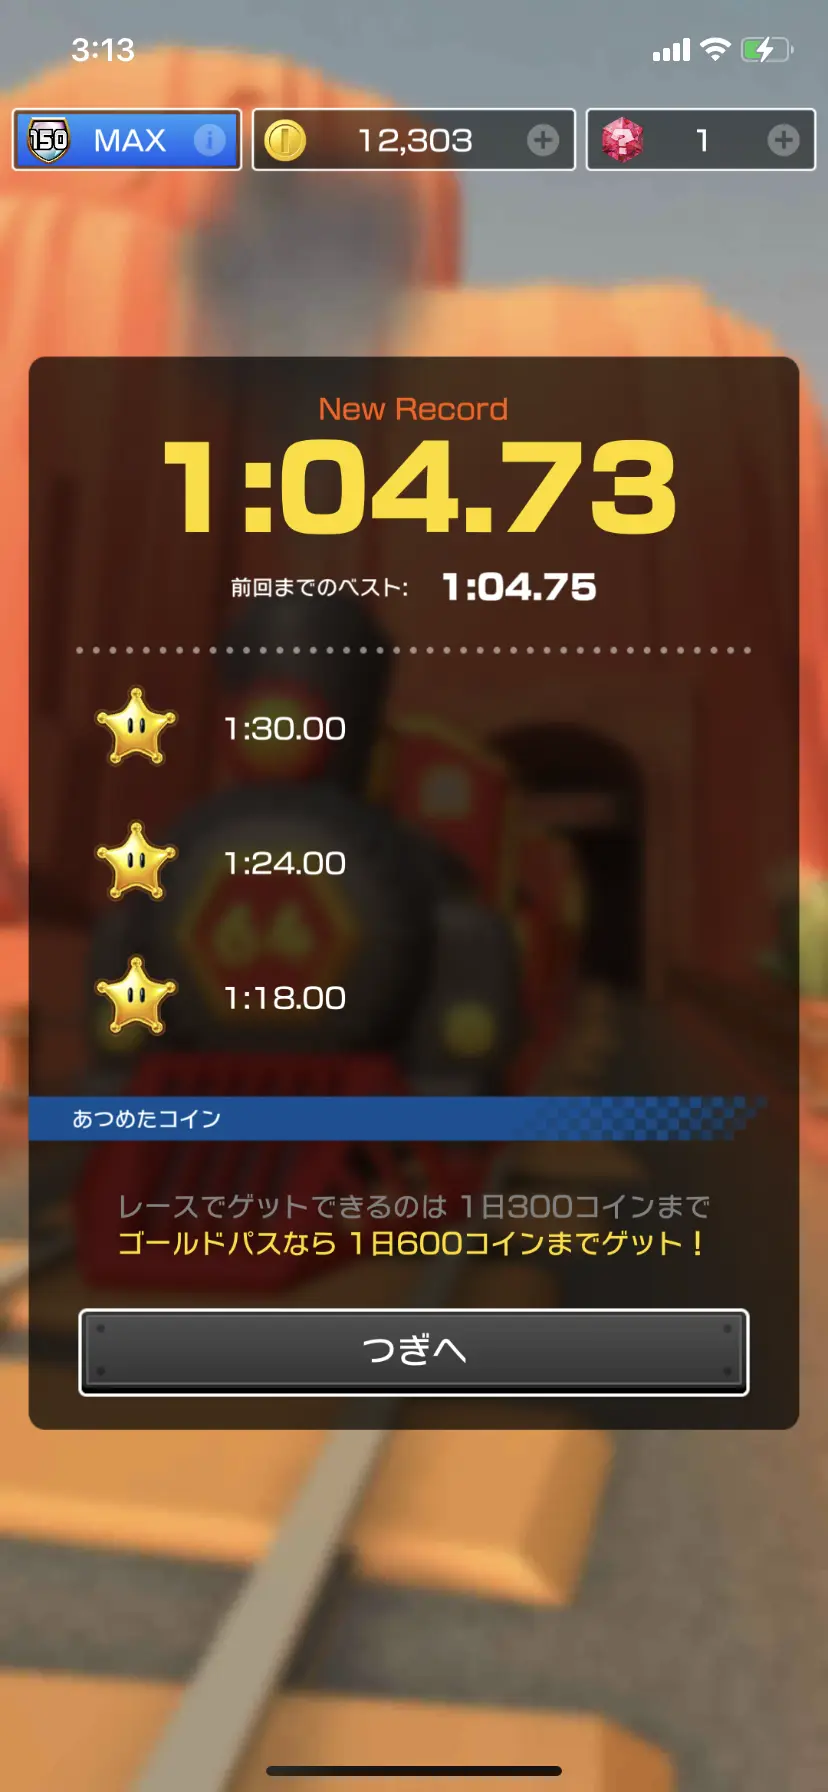 3:13
150 MAX i 12,303 + ? 1 +
New Record
1:04.73
前回までのベスト: 1:04.75
1:30.00
1:24.00
1:18.00
64
あつめたコイン
レースでゲットできるのは 1日300コインまで
ゴールドパスなら 1日600コインまでゲット!
つぎへ